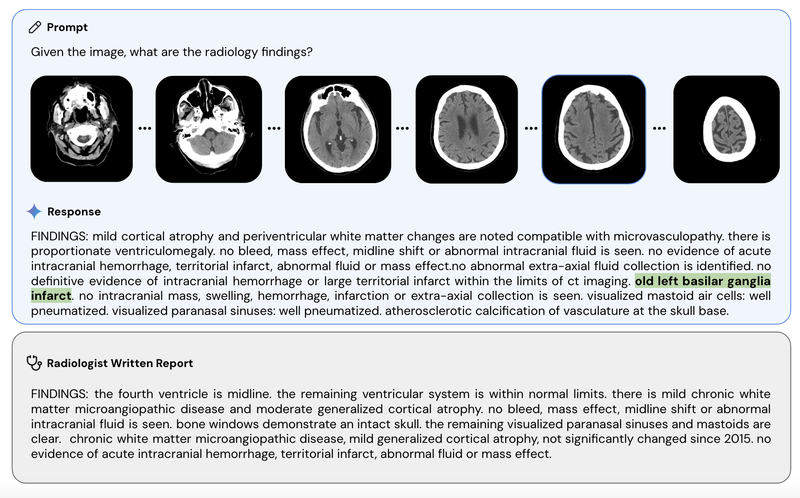 Prompt
Given the image, what are the radiology findings?
... ... ... ... ...
Response
FINDINGS: mild cortical atrophy and periventricular white matter changes are noted compatible with microvasculopathy. there is
proportionate ventriculomegaly. no bleed, mass effect, midline shift or abnormal intracranial fluid is seen. no evidence of acute
intracranial hemorrhage, territorial infarct, abnormal fluid or mass effect.no abnormal extra-axial fluid collection is identified. no
definitive evidence of intracranial hemorrhage or large territorial infarct within the limits of ct imaging. old left basilar ganglia
infarct. no intracranial mass, swelling, hemorrhage, infarction or extra-axial collection is seen. visualized mastoid air cells: well
pneumatized. visualized paranasal sinuses: well pneumatized. atherosclerotic calcification of vasculature at the skull base.
Radiologist Written Report
FINDINGS: the fourth ventricle is midline. the remaining ventricular system is within normal limits. there is mild chronic white
matter microangiopathic disease and moderate generalized cortical atrophy. no bleed, mass effect, midline shift or abnormal
intracranial fluid is seen. bone windows demonstrate an intact skull. the remaining visualized paranasal sinuses and mastoids are
clear. chronic white matter microangiopathic disease, mild generalized cortical atrophy, not significantly changed since 2015. no
evidence of acute intracranial hemorrhage, territorial infarct, abnormal fluid or mass effect.